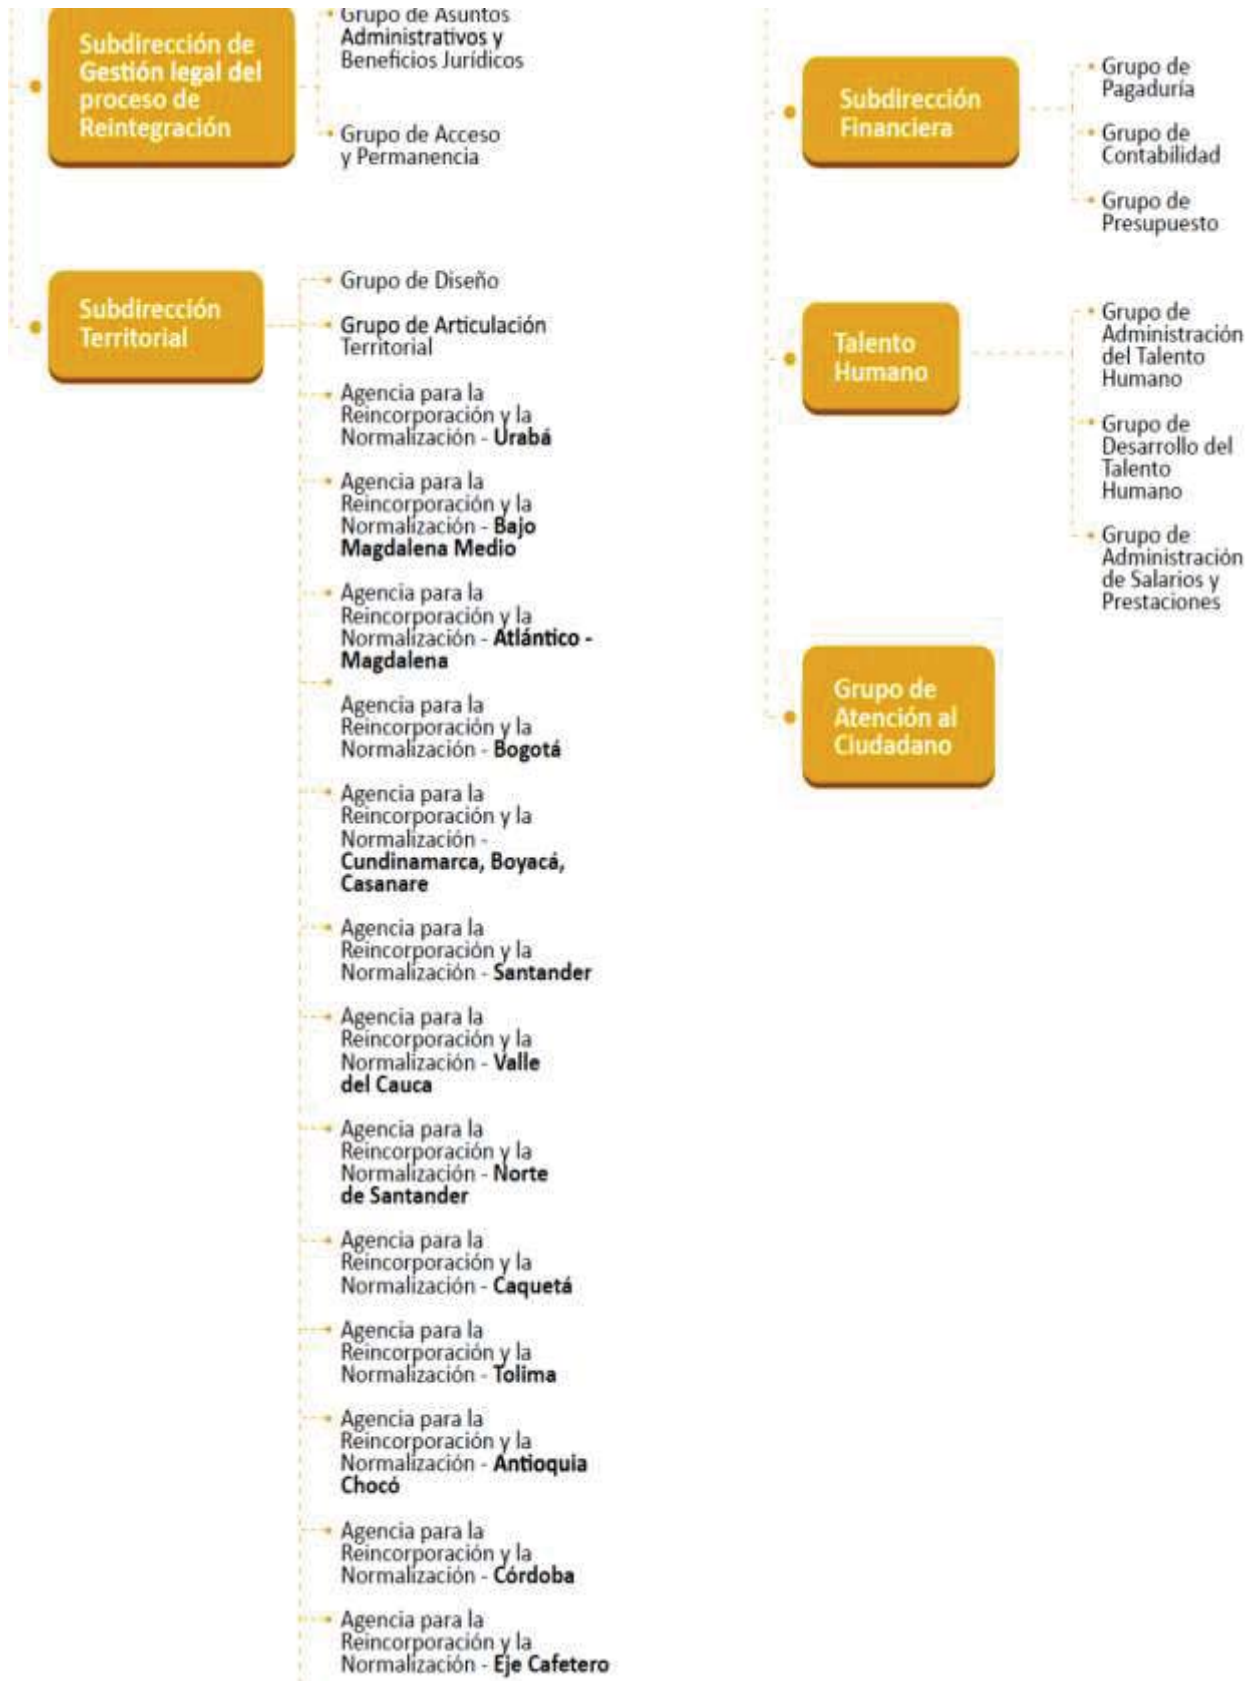 Subdirección de
Gestión legal del
proceso de
Reintegración
Grupo de Asuntos
Administrativos y
Beneficios Jurídicos
Grupo de Acceso
y Permanencia
Subdirección
Territorial
Grupo de Diseño
Grupo de Articulación
Territorial
Agencia para la
Reincorporación y la
Normalización - Urabá
Agencia para la
Reincorporación y la
Normalización - Bajo
Magdalena Medio
Agencia para la
Reincorporación y la
Normalización - Atlántico -
Magdalena
Agencia para la
Reincorporación y la
Normalización - Bogotá
Agencia para la
Reincorporación y la
Normalización -
Cundinamarca, Boyacá,
Casanare
Agencia para la
Reincorporación y la
Normalización - Santander
Agencia para la
Reincorporación y la
Normalización - Valle
del Cauca
Agencia para la
Reincorporación y la
Normalización - Norte
de Santander
Agencia para la
Reincorporación y la
Normalización - Caquetá
Agencia para la
Reincorporación y la
Normalización - Tolima
Agencia para la
Reincorporación y la
Normalización - Antioquia
Chocó
Agencia para la
Reincorporación y la
Normalización - Córdoba
Agencia para la
Reincorporación y la
Normalización - Eje Cafetero
Subdirección
Financiera
Grupo de
Pagaduría
Grupo de
Contabilidad
Grupo de
Presupuesto
Talento
Humano
Grupo de
Administración
del Talento
Humano
Grupo de
Desarrollo del
Talento
Humano
Grupo de
Administración
de Salarios y
Prestaciones
Grupo de
Atención al
Ciudadano